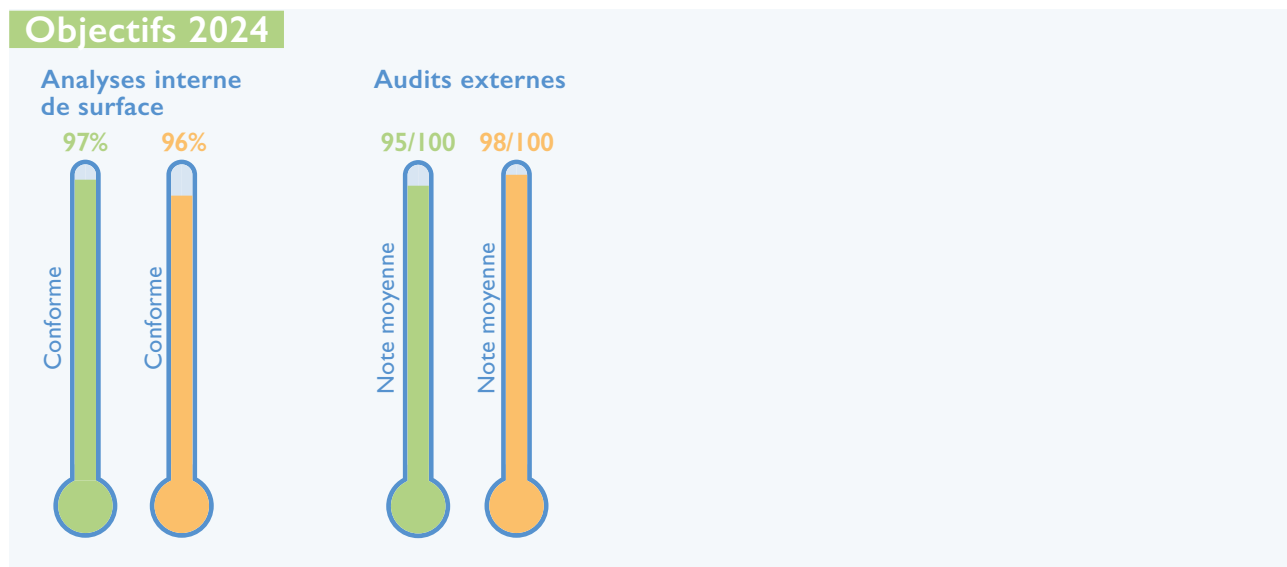 Objectifs 2024
Analyses interne
de surface
97%
96%
Conforme
Conforme
Audits externes
95/100
98/100
Note moyenne
Note moyenne